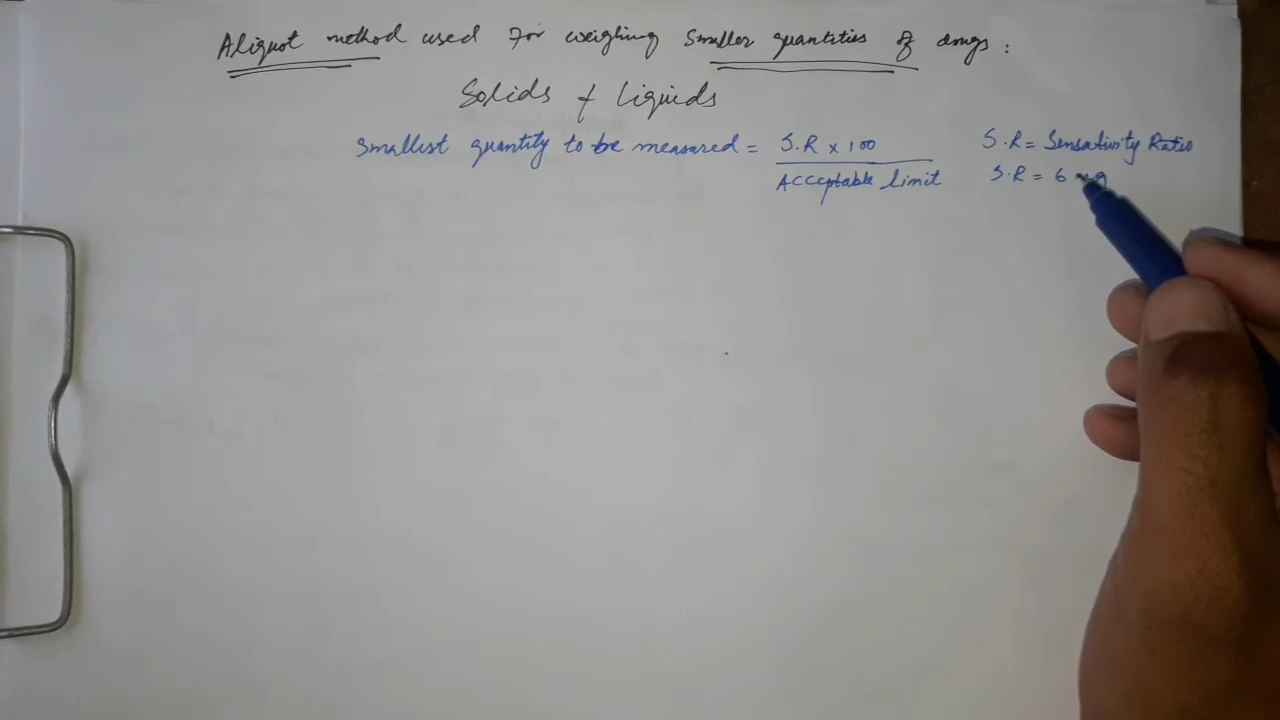 Aliquot method used For weighing Smaller quantities of drugs :
Solids & Liquids
Smallest quantity to be measured = S.R x 100 / Acceptable Limit
S.R = Sensativity Ratio
S.R = 6